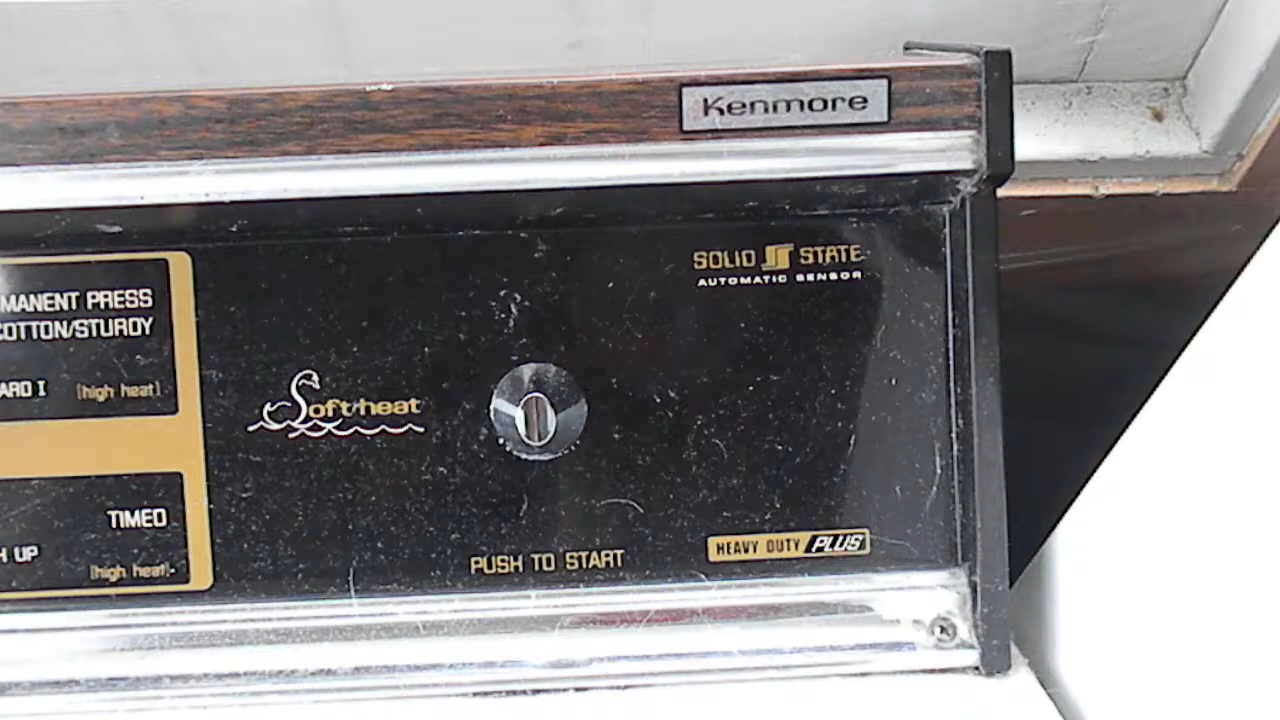 Kenmore
SOLID STATE
AUTOMATIC SENSOR
MANENT PRESS
COTTON/STURDY
ARD I [high heat]
Soft heat
TIMED
H UP
[high heat]
PUSH TO START
HEAVY DUTY PLUS